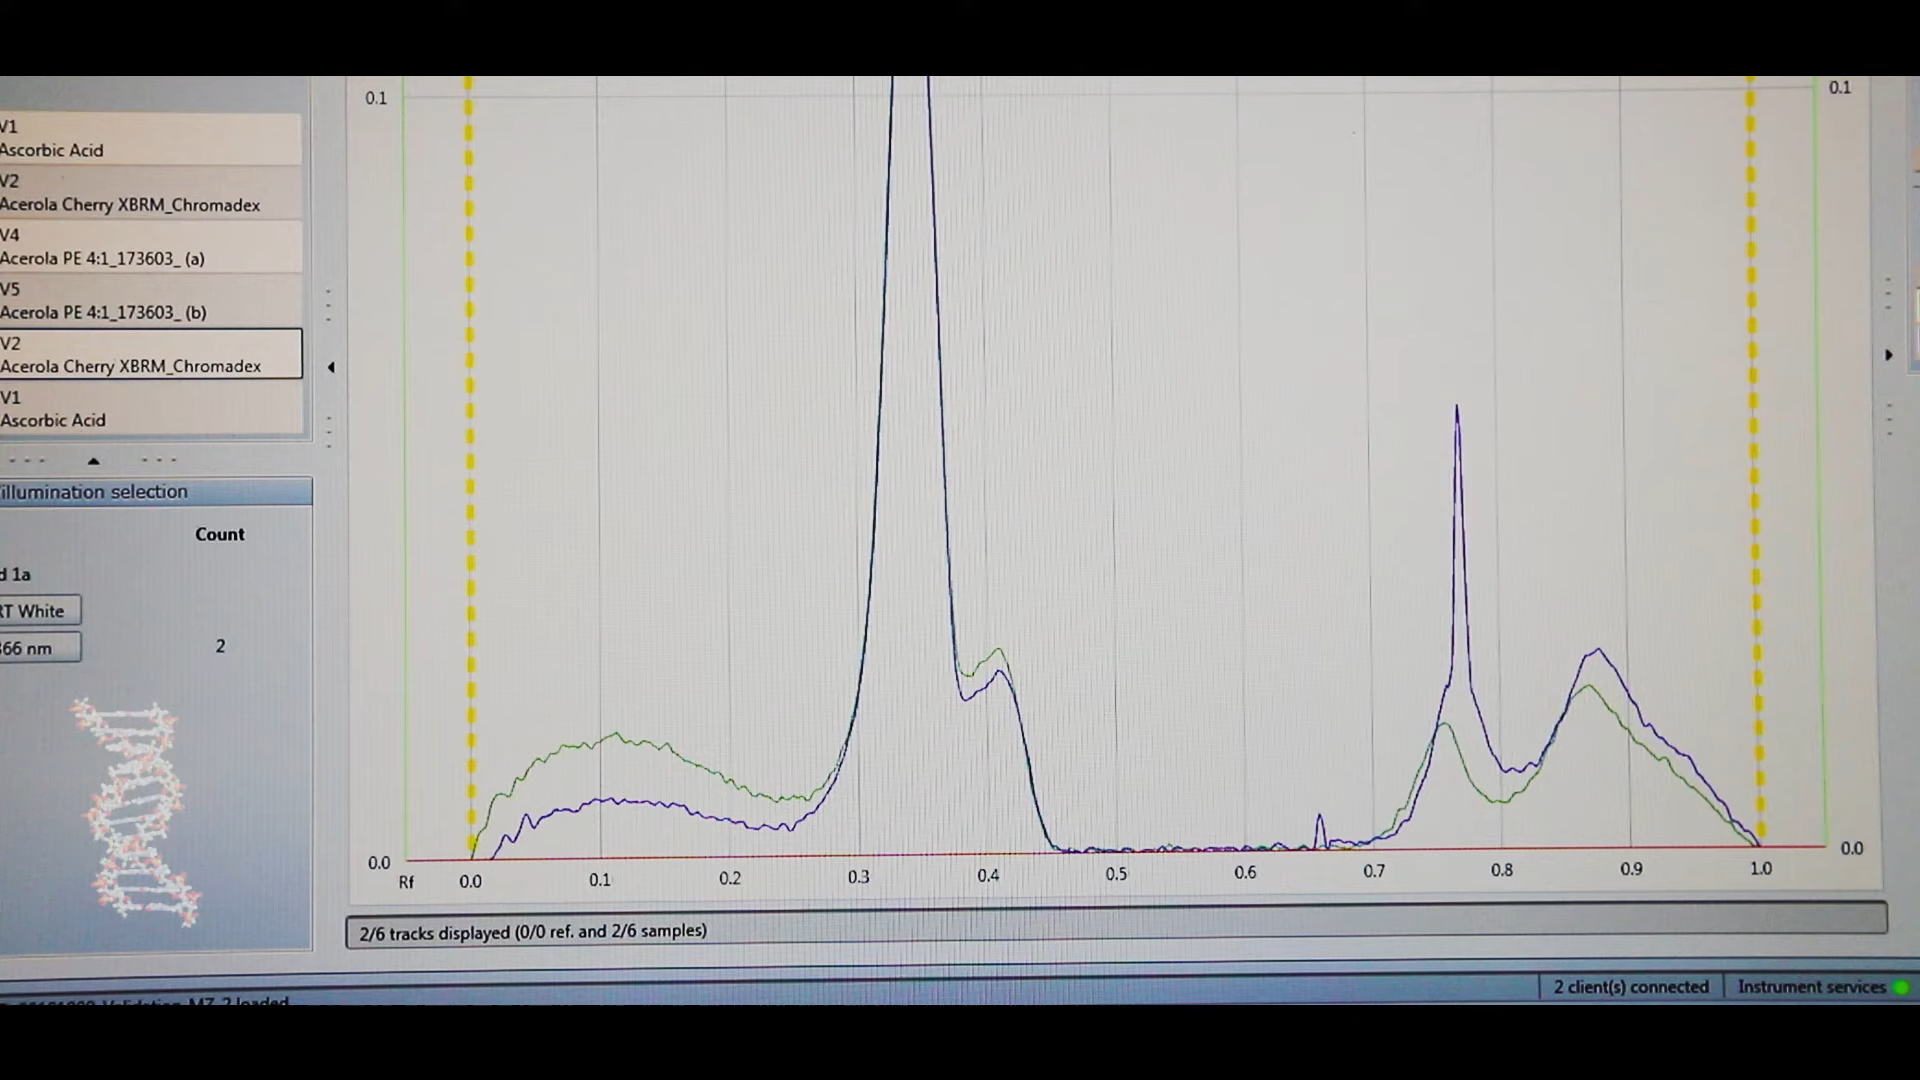 V1
Ascorbic Acid
V2
Acerola Cherry XBRM_Chromadex
V4
Acerola PE 4:1_173603_ (a)
V5
Acerola PE 4:1_173603_ (b)
V2
Acerola Cherry XBRM_Chromadex
V1
Ascorbic Acid
illumination selection
Count
d 1a
RT White
366 nm
2
0.1
0.1
0.0
0.0
Rf
0.0
0.1
0.2
0.3
0.4
0.5
0.6
0.7
0.8
0.9
1.0
2/6 tracks displayed (0/0 ref. and 2/6 samples)
2 client(s) connected
Instrument services